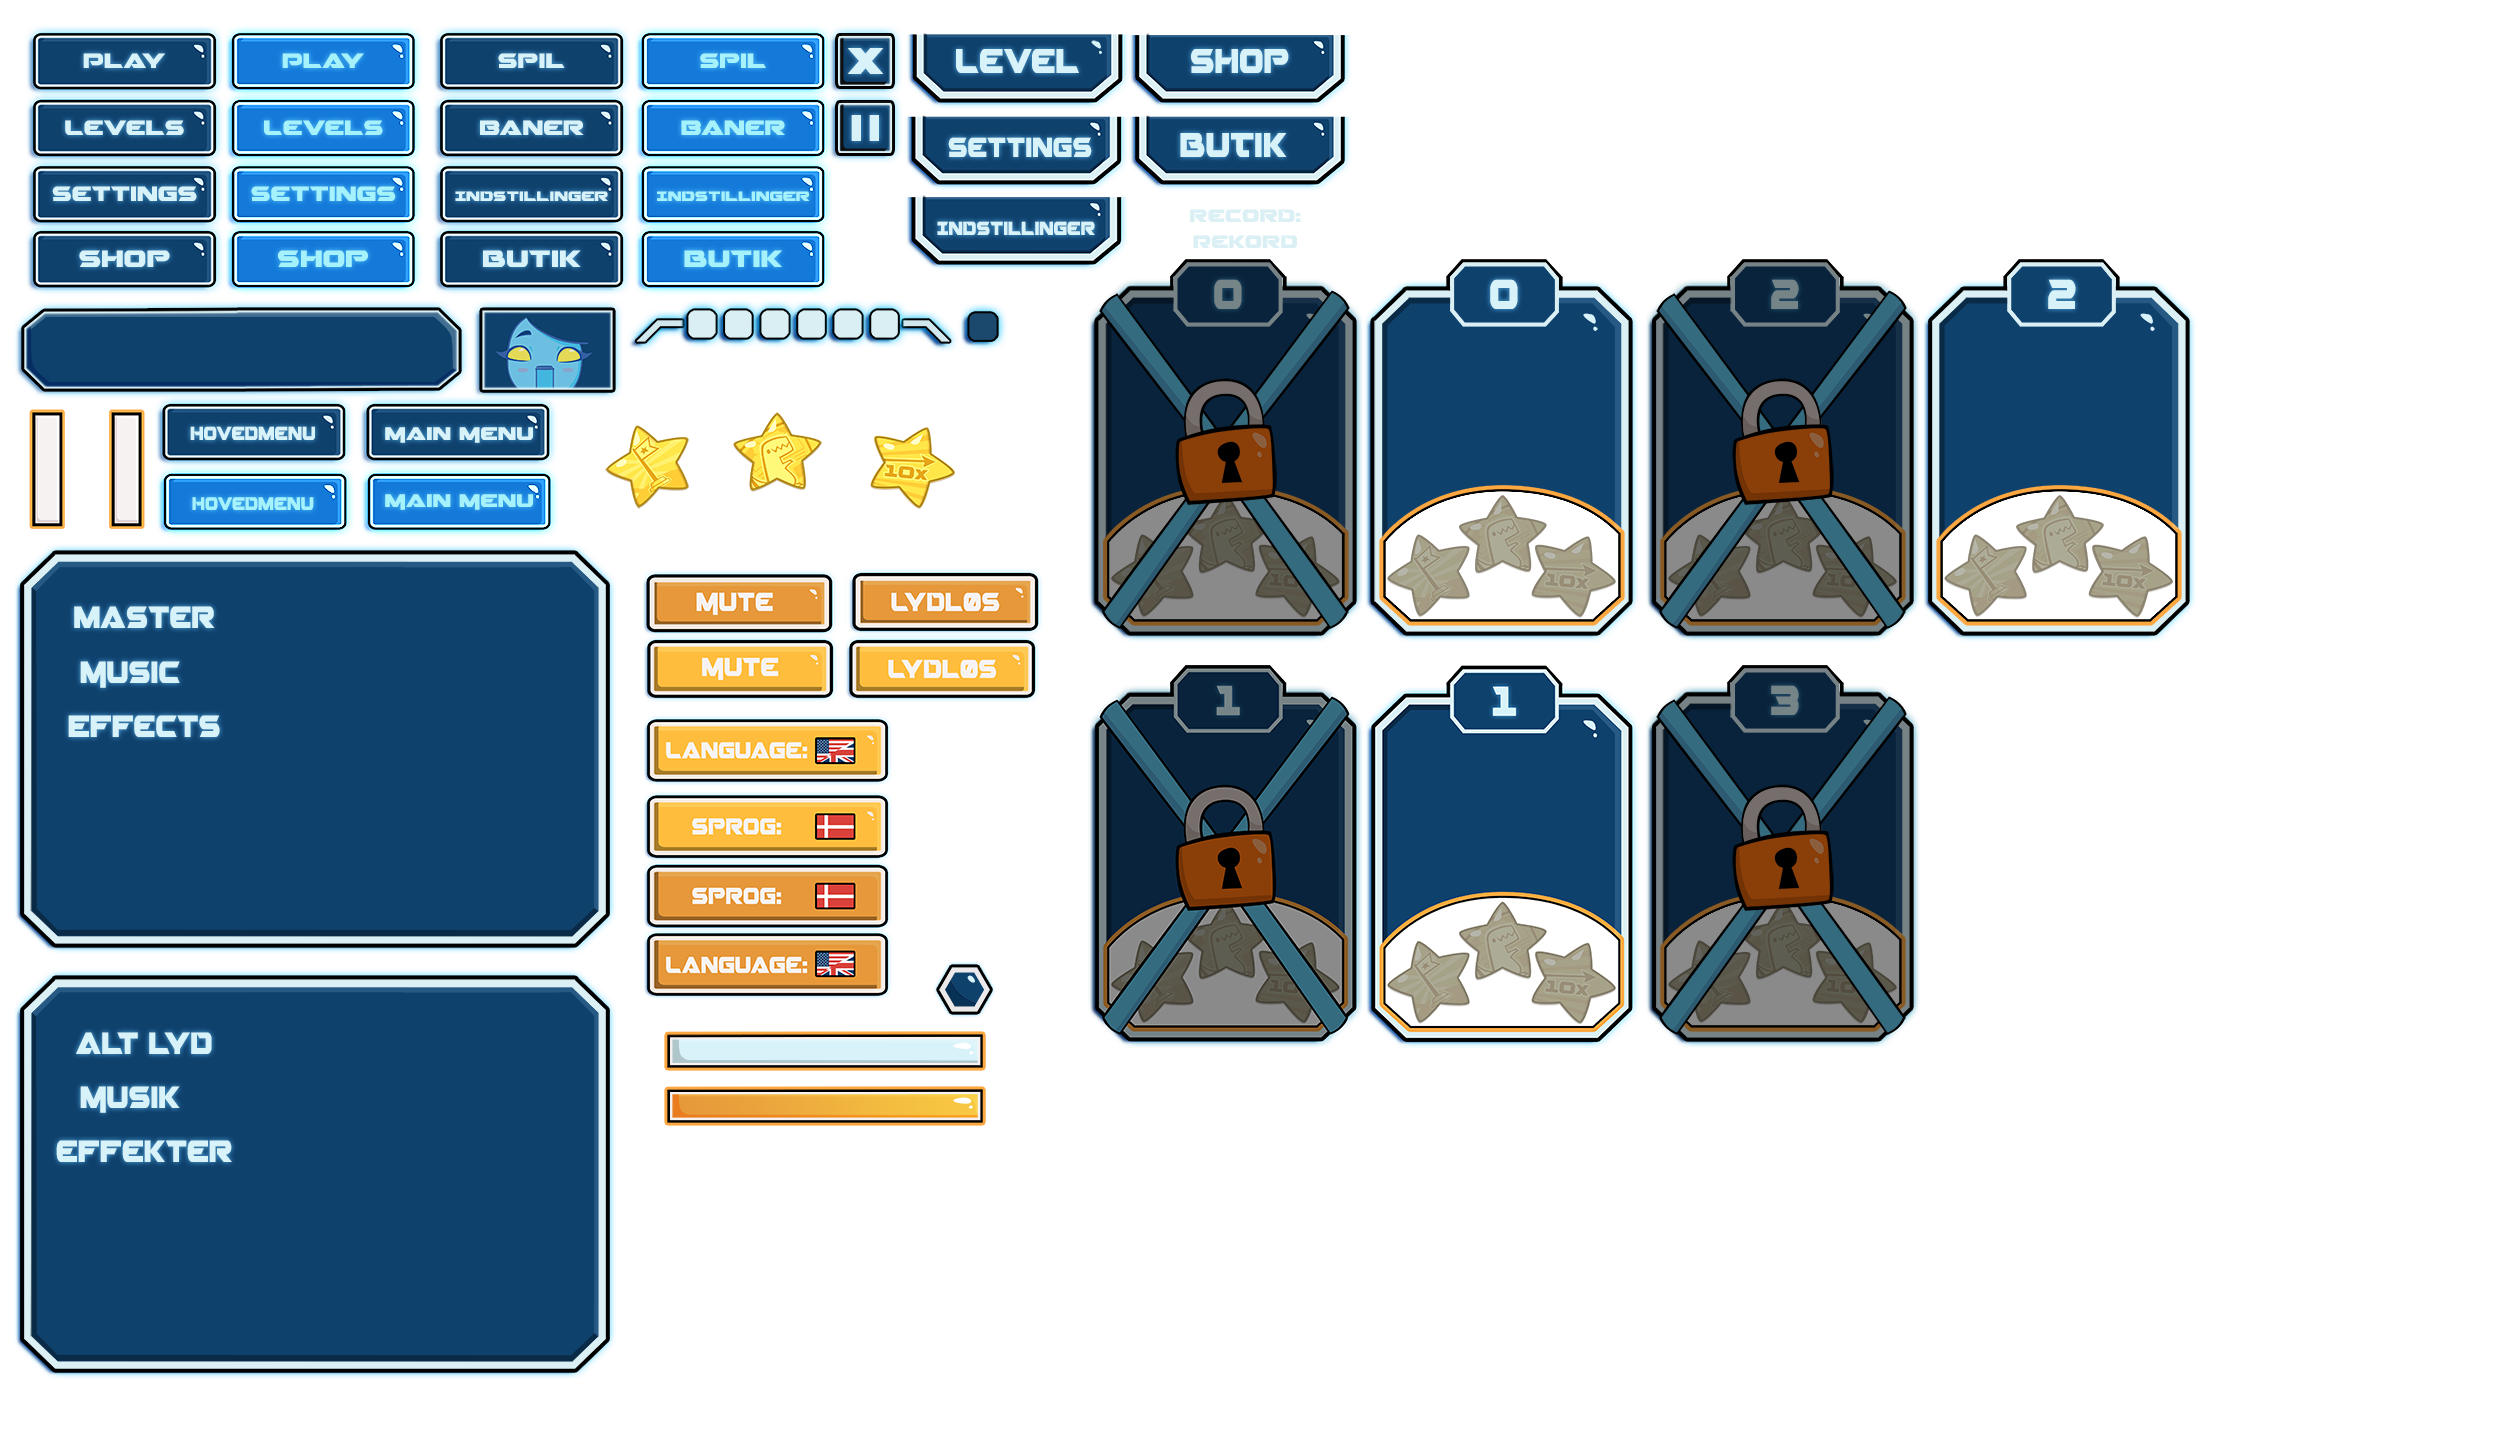 PLAY
PLAY
SPIL
SPIL
X
LEVEL
SHOP
LEVELS
LEVELS
BANER
BANER
SETTINGS
BUTIK
SETTINGS
SETTINGS
INDSTILLINGER
INDSTILLINGER
INDSTILLINGER
RECORD:
REKORD
SHOP
SHOP
BUTIK
BUTIK
0
0
2
2
HOVEDMENU
MAIN MENU
HOVEDMENU
MAIN MENU
F
10X
10X
F
10X
10X
F
10X
MASTER
MUSIC
EFFECTS
MUTE
LYDLØS
MUTE
LYDLØS
1
1
3
LANGUAGE:
SPROG:
SPROG:
LANGUAGE:
10X
F
10X
10X
ALT LYD
MUSIK
EFFEKTER